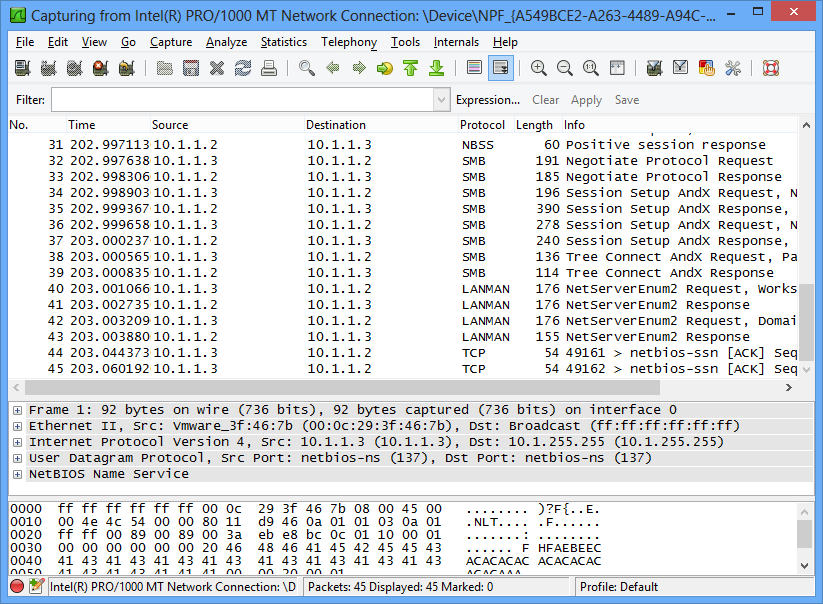 Capturing from Intel(R) PRO/1000 MT Network Connection: \Device\NPF_{A549BCE2-A263-4489-A94C-...
File Edit View Go Capture Analyze Statistics Telephony Tools Internals Help
Filter: Expression... Clear Apply Save
No. Time Source Destination Protocol Length Info
31 202.997113 10.1.1.2 10.1.1.3 NBSS 60 Positive session response
32 202.997638 10.1.1.3 10.1.1.2 SMB 191 Negotiate Protocol Request
33 202.998306 10.1.1.2 10.1.1.3 SMB 185 Negotiate Protocol Response
34 202.998903 10.1.1.3 10.1.1.2 SMB 196 Session Setup AndX Request, N
35 202.999367 10.1.1.2 10.1.1.3 SMB 390 Session Setup AndX Response,
36 202.999658 10.1.1.3 10.1.1.2 SMB 278 Session Setup AndX Request, N
37 203.000237 10.1.1.2 10.1.1.3 SMB 240 Session Setup AndX Response,
38 203.000565 10.1.1.3 10.1.1.2 SMB 136 Tree Connect AndX Request, Pa
39 203.000835 10.1.1.2 10.1.1.3 SMB 114 Tree Connect AndX Response
40 203.001066 10.1.1.3 10.1.1.2 LANMAN 176 NetServerEnum2 Request, Works
41 203.002735 10.1.1.2 10.1.1.3 LANMAN 176 NetServerEnum2 Response
42 203.003209 10.1.1.3 10.1.1.2 LANMAN 176 NetServerEnum2 Request, Domai
43 203.003880 10.1.1.2 10.1.1.3 LANMAN 155 NetServerEnum2 Response
44 203.044373 10.1.1.3 10.1.1.2 TCP 54 49161 > netbios-ssn [ACK] Seq
45 203.060192 10.1.1.3 10.1.1.2 TCP 54 49162 > netbios-ssn [ACK] Seq
Frame 1: 92 bytes on wire (736 bits), 92 bytes captured (736 bits) on interface 0
Ethernet II, Src: Vmware_3f:46:7b (00:0c:29:3f:46:7b), Dst: Broadcast (ff:ff:ff:ff:ff:ff)
Internet Protocol Version 4, Src: 10.1.1.3 (10.1.1.3), Dst: 10.1.255.255 (10.1.255.255)
User Datagram Protocol, Src Port: netbios-ns (137), Dst Port: netbios-ns (137)
NetBIOS Name Service
0000 ff ff ff ff ff ff 00 0c 29 3f 46 7b 08 00 45 00 ........ )?F{..E.
0010 00 4e 4c 54 00 00 80 11 d9 46 0a 01 01 03 0a 01 .NLT.... .F......
0020 ff ff 00 89 00 89 00 3a eb e8 bc 0c 01 10 00 01 .......: ........
0030 00 00 00 00 00 00 20 46 48 46 41 45 42 45 45 43 ...... F HFAEBEEC
0040 41 43 41 43 41 43 41 43 41 43 41 43 41 43 41 43 ACACACAC ACACACAC
0050 41 43 41 41 41 00 00 20 00 01 ACACAAA.
Intel(R) PRO/1000 MT Network Connection: \D Packets: 45 Displayed: 45 Marked: 0 Profile: Default